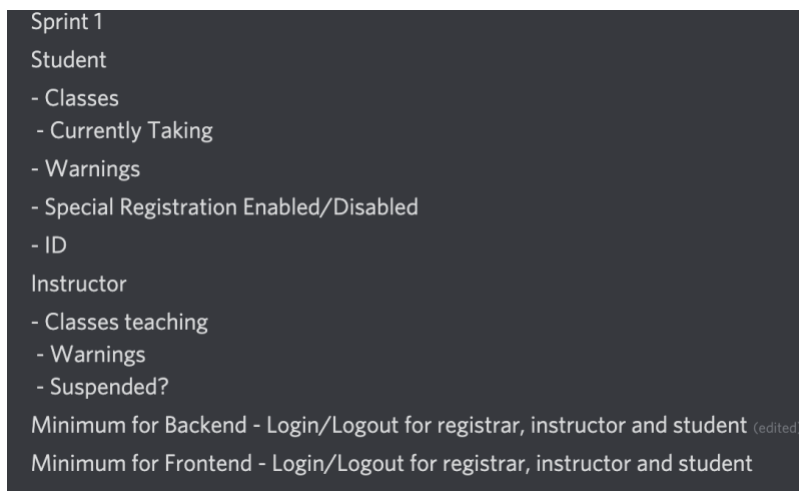 Sprint 1
Student
- Classes
- Currently Taking
- Warnings
- Special Registration Enabled/Disabled
- ID
Instructor
- Classes teaching
- Warnings
- Suspended?
Minimum for Backend - Login/Logout for registrar, instructor and student (edited)
Minimum for Frontend - Login/Logout for registrar, instructor and student